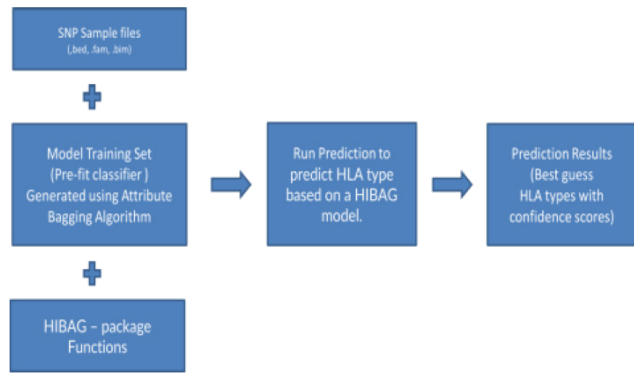 SNP Sample files
(,bed, .fam, .bim)
Model Training Set
(Pre-fit classifier )
Generated using Attribute
Bagging Algorithm
HIBAG – package
Functions
Run Prediction to
predict HLA type
based on a HIBAG
model.
Prediction Results
(Best guess
HLA types with
confidence scores)